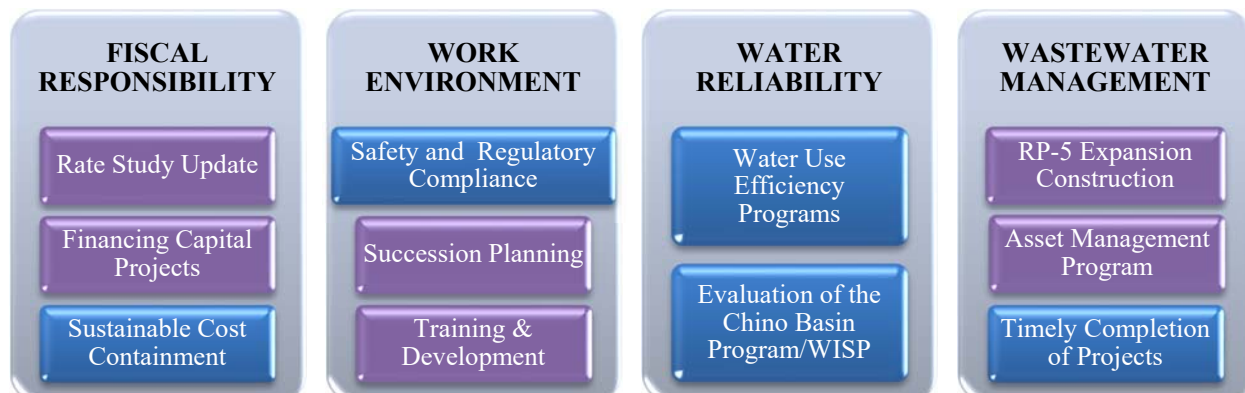 FISCAL
RESPONSIBILITY
Rate Study Update
Financing Capital
Projects
Sustainable Cost
Containment
WORK
ENVIRONMENT
Safety and Regulatory
Compliance
Succession Planning
Training &
Development
WATER
RELIABILITY
Water Use
Efficiency
Programs
Evaluation of the
Chino Basin
Program/WISP
WASTEWATER
MANAGEMENT
RP-5 Expansion
Construction
Asset Management
Program
Timely Completion
of Projects